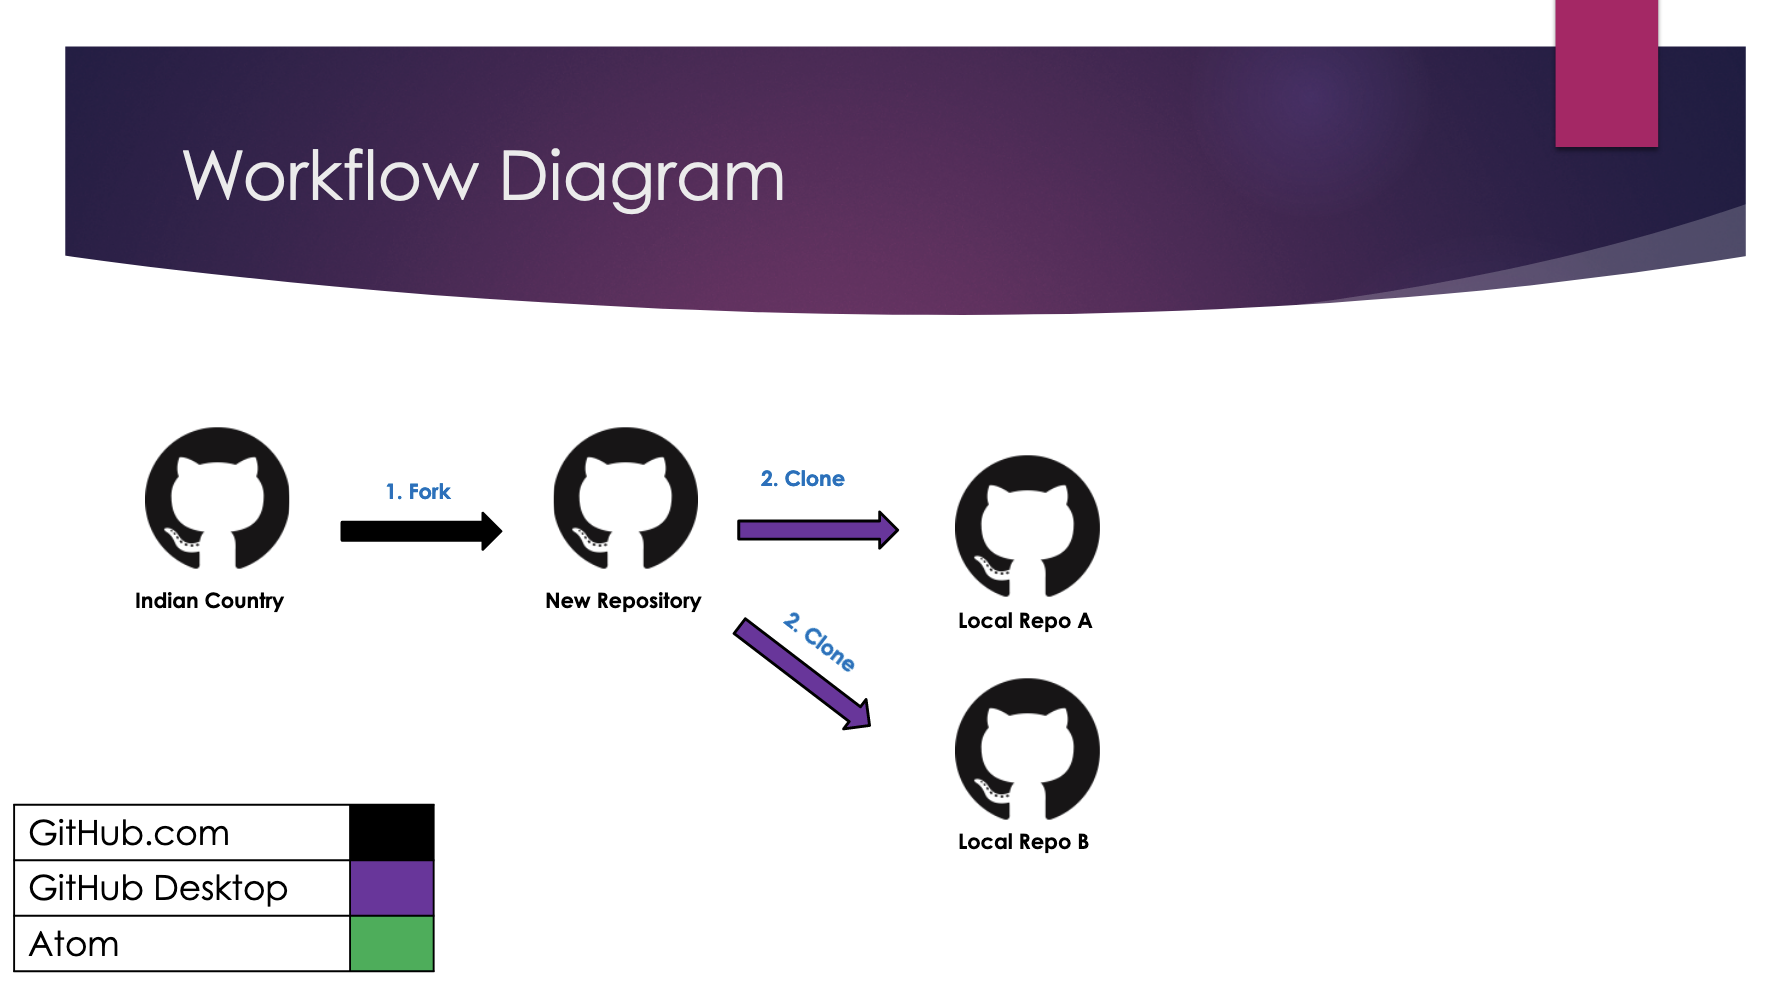 Workflow Diagram
1. Fork
2. Clone
Indian Country
New Repository
Local Repo A
2. Clone
Local Repo B
GitHub.com
GitHub Desktop
Atom